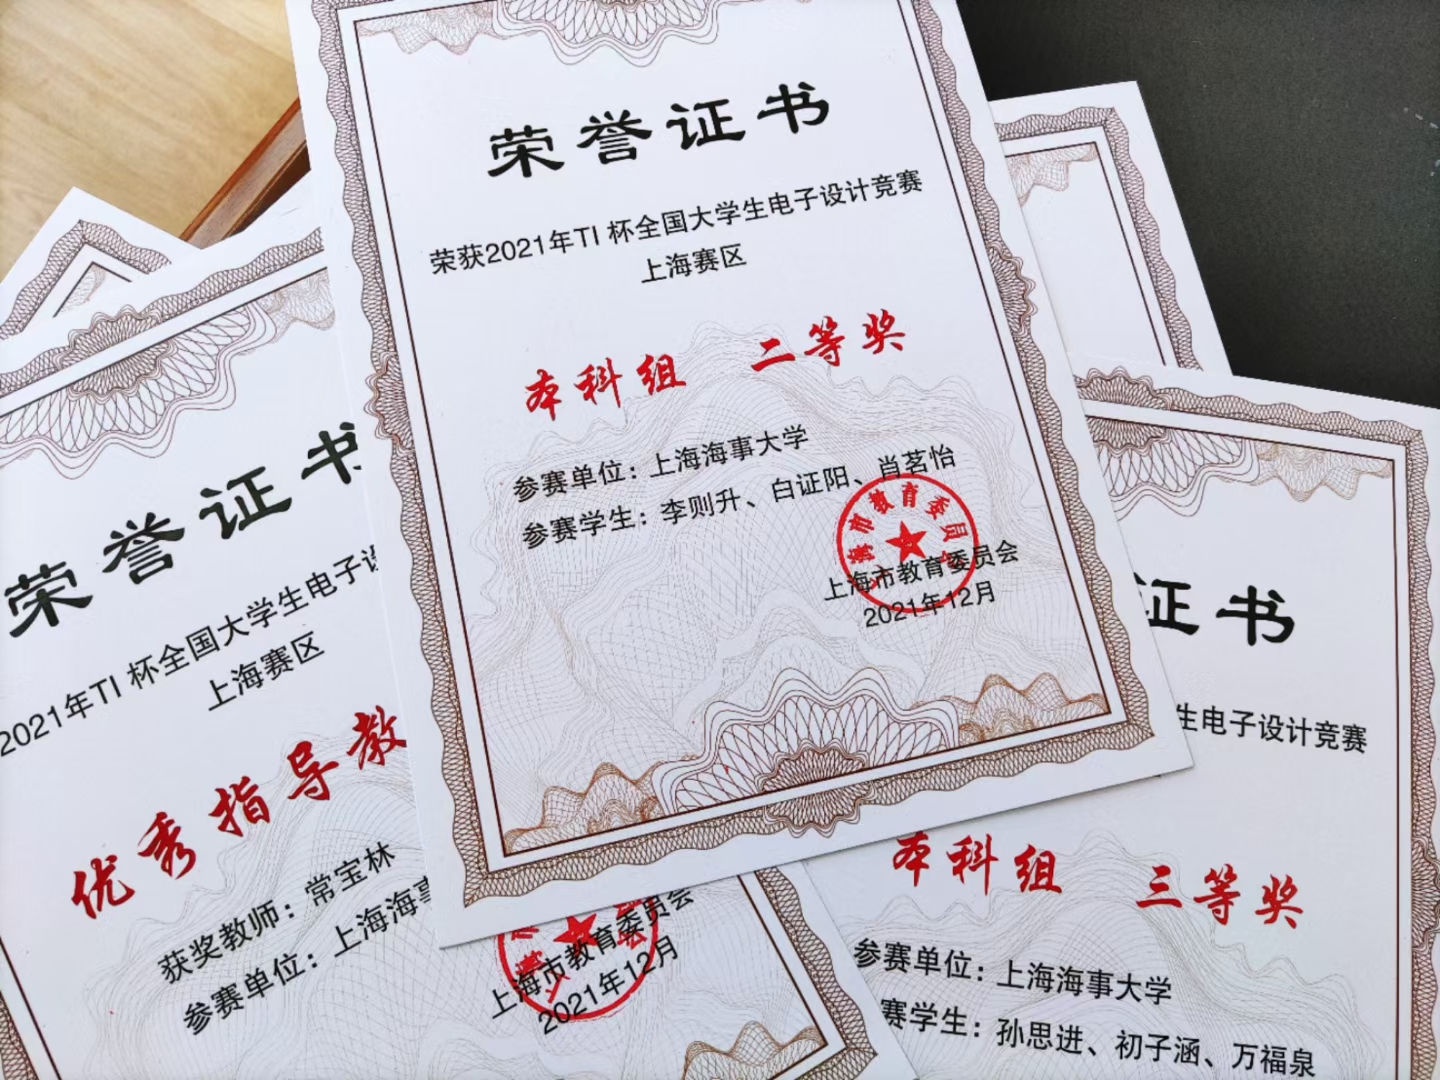 荣誉证书
荣获2021年TI 杯全国大学生电子设计竞赛
上海赛区
本科组 二等奖
参赛单位：上海海事大学
参赛学生：李则升、白证阳、肖茗怡
上海市教育委员会
2021年12月
荣誉证书
2021年TI 杯全国大学生电子设
上海赛区
优秀指导教
获奖教师：常宝林
参赛单位：上海海事
上海市教育委员会
2021年12月
证书
生电子设计竞赛
本科组 三等奖
参赛单位：上海海事大学
赛学生：孙思进、初子涵、万福泉